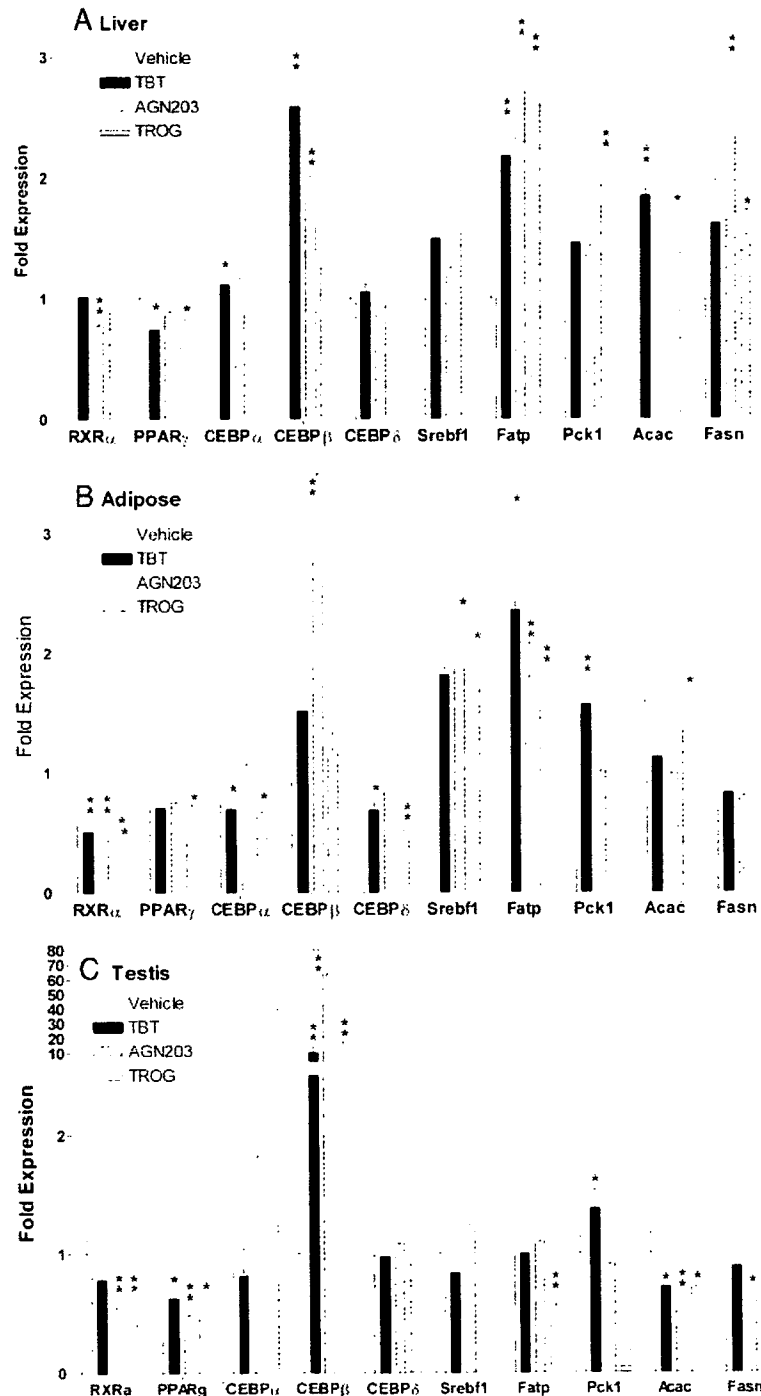 A Liver
Vehicle
TBT
AGN203
TROG
Fold Expression
3
2
1
0
RXRα PPARγ CEBPα CEBPβ CEBPδ Srebf1 Fatp Pck1 Acac Fasn
B Adipose
Vehicle
TBT
AGN203
TROG
Fold Expression
3
2
1
0
RXRα PPARγ CEBPα CEBPβ CEBPδ Srebf1 Fatp Pck1 Acac Fasn
C Testis
Vehicle
TBT
AGN203
TROG
Fold Expression
80
70
60
50
40
30
20
10
2
1
0
RXRa PPARg CEBPα CEBPβ CEBPδ Srebf1 Fatp Pck1 Acac Fasn